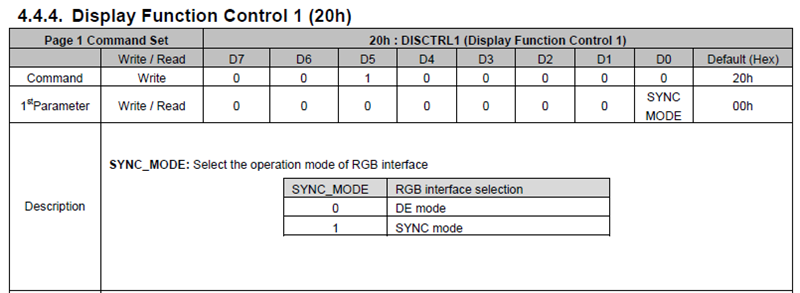 4.4.4. Display Function Control 1 (20h)
Page 1 Command Set 20h : DISCTRL1 (Display Function Control 1)
Write / Read D7 D6 D5 D4 D3 D2 D1 D0 Default (Hex)
Command Write 0 0 1 0 0 0 0 0 20h
1stParameter Write / Read 0 0 0 0 0 0 0 SYNC MODE 00h
Description
SYNC_MODE: Select the operation mode of RGB interface
SYNC_MODE RGB interface selection
0 DE mode
1 SYNC mode